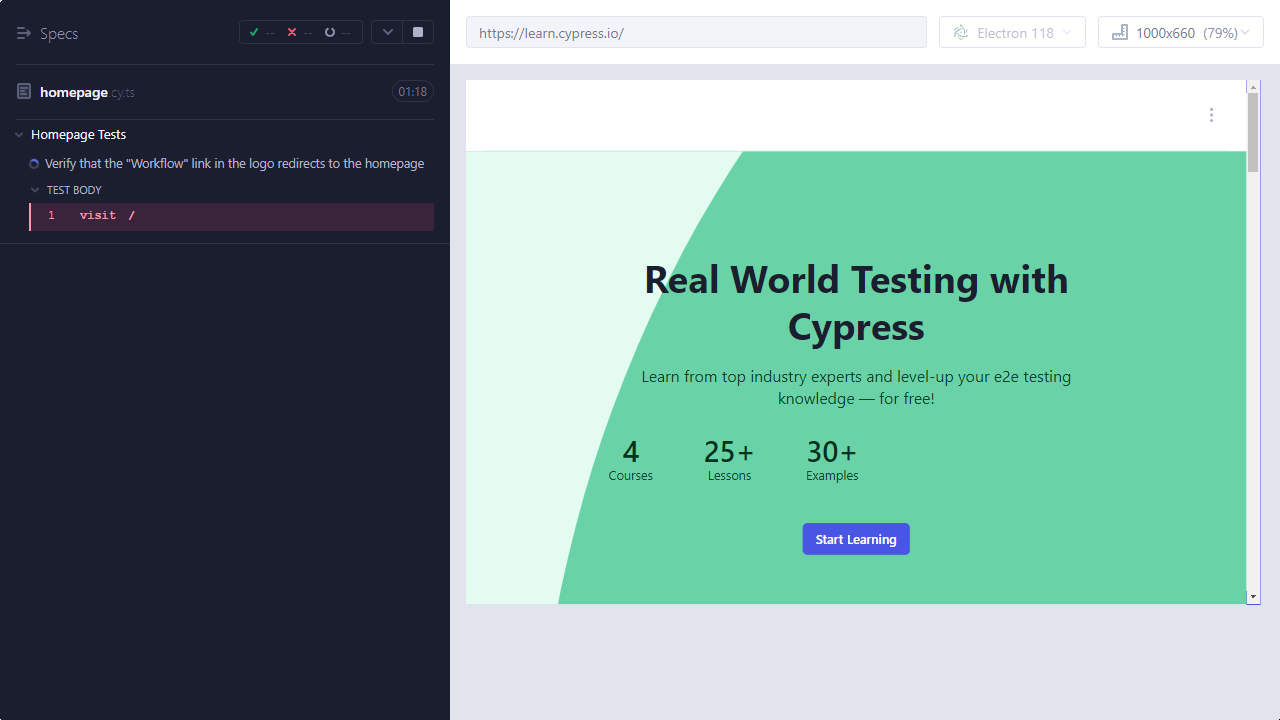 Specs
--
--
--
https://learn.cypress.io/
Electron 118
1000x660 (79%)
homepage.cy.ts
01:18
Homepage Tests
Verify that the "Workflow" link in the logo redirects to the homepage
TEST BODY
1 visit /
Real World Testing with
Cypress
Learn from top industry experts and level-up your e2e testing
knowledge — for free!
4 25+ 30+
Courses Lessons Examples
Start Learning